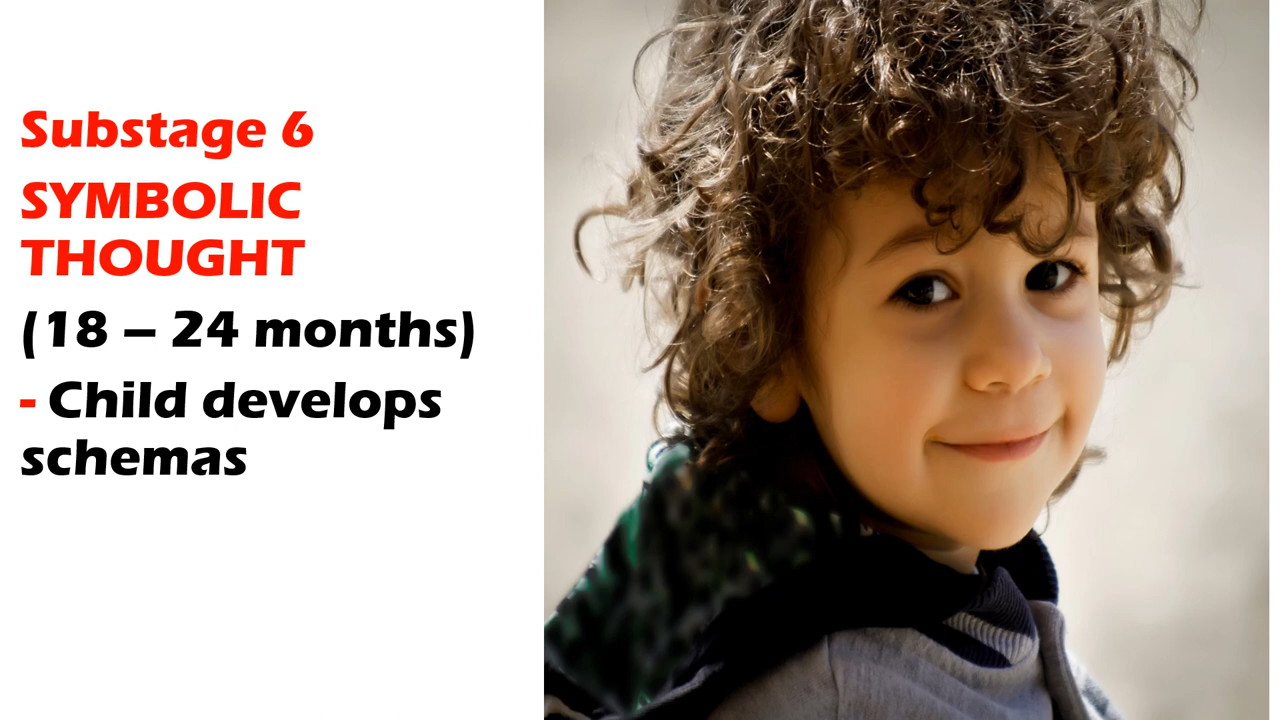 Substage 6
SYMBOLIC
THOUGHT
(18 – 24 months)
- Child develops
schemas